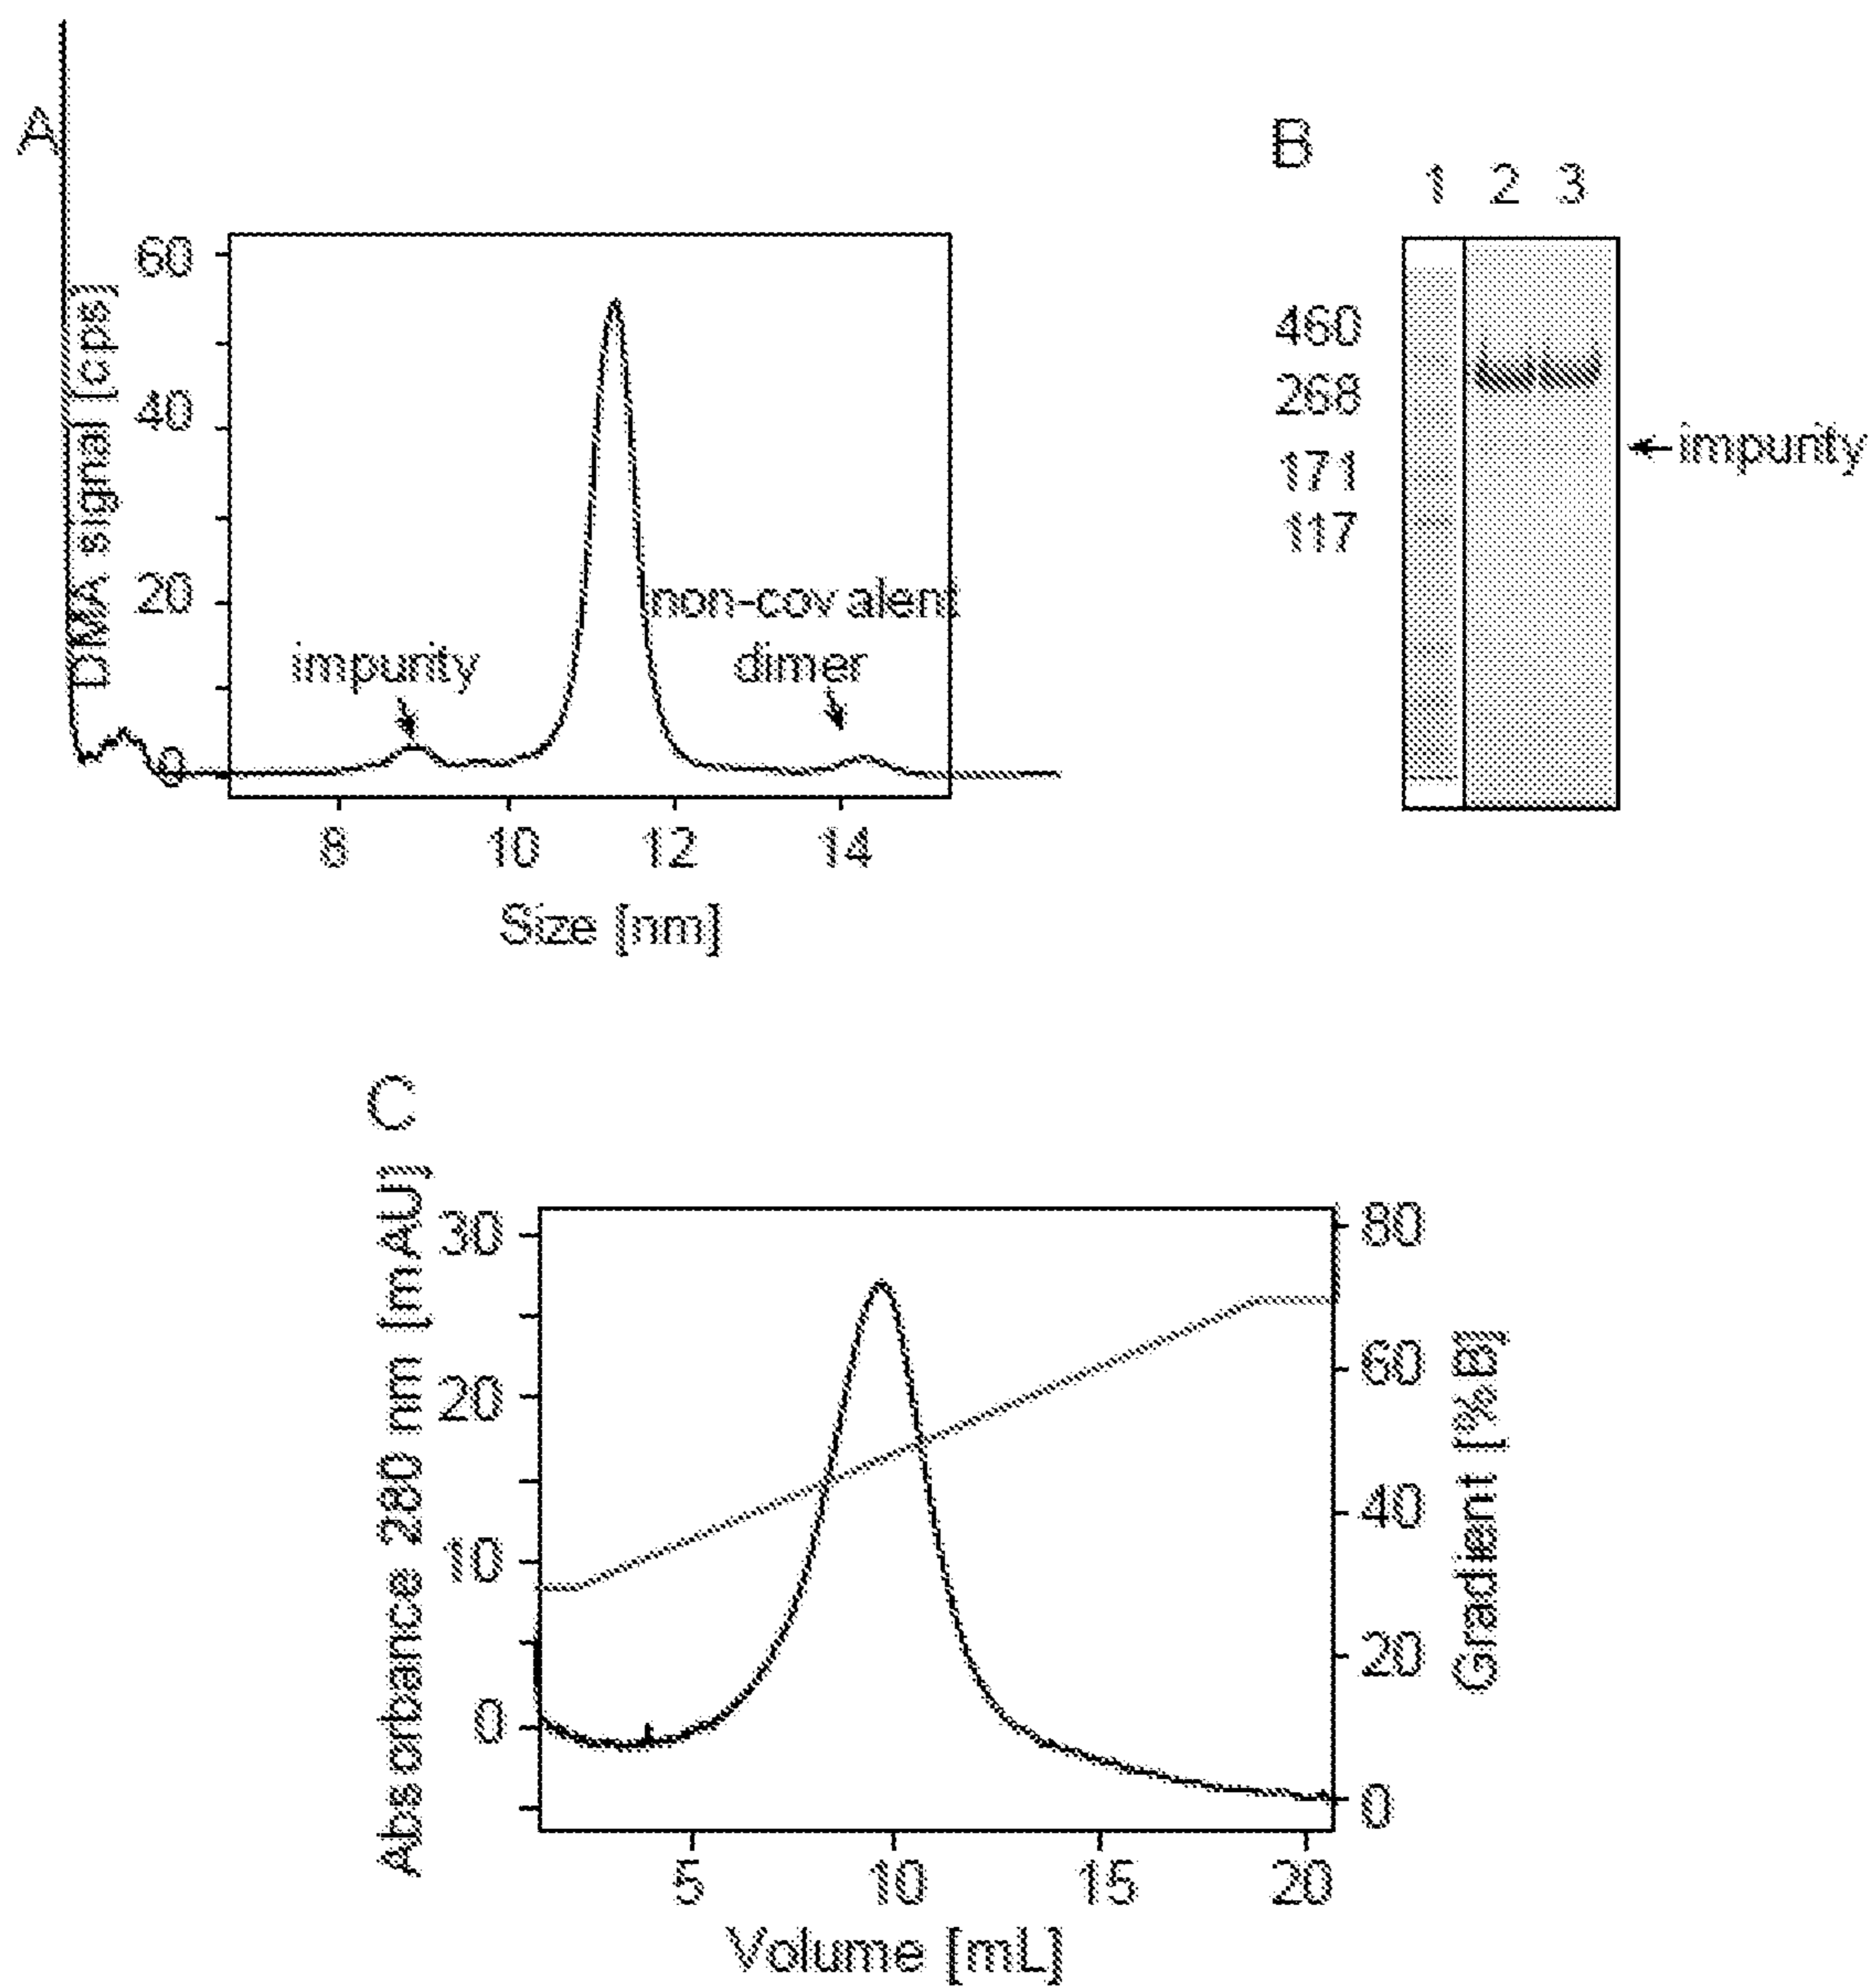 A
DMA signal [cps]
60
40
20
0
impurity
non-covalent
dimer
8 10 12 14
Size [nm]
B
1 2 3
460
268
171
117
impurity
C
Absorbance 280 nm [mAU]
30
20
10
0
80
60
40
20
0
Gradient [%B]
5 10 15 20
Volume [mL]